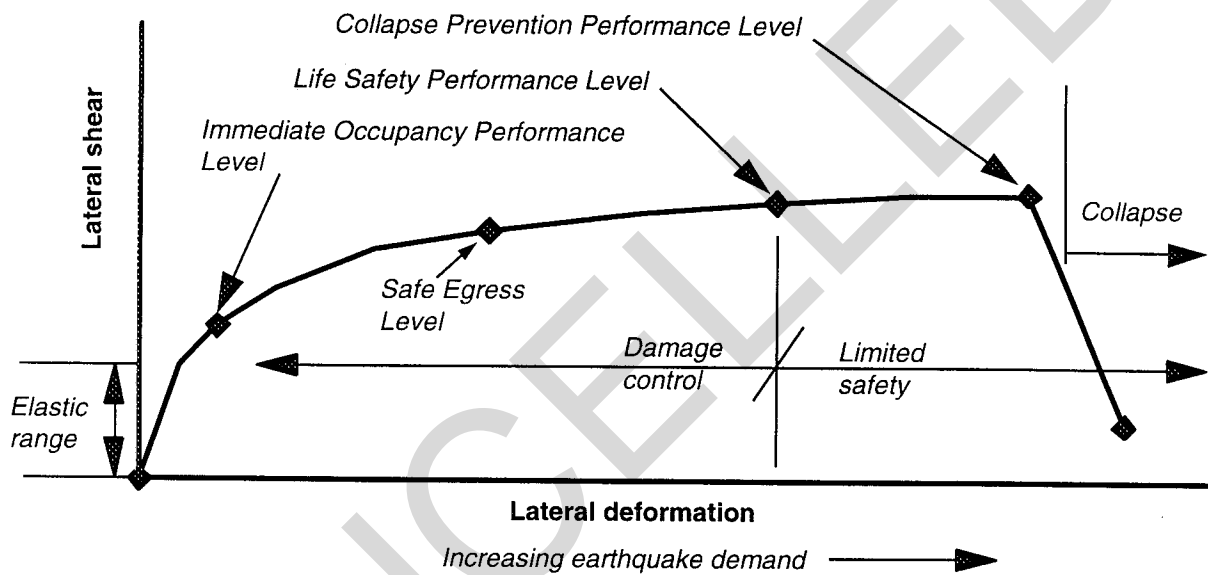 Collapse Prevention Performance Level
Life Safety Performance Level
Immediate Occupancy Performance
Level
Lateral shear
Collapse
Safe Egress
Level
Damage
control
Limited
safety
Elastic
range
Lateral deformation
Increasing earthquake demand